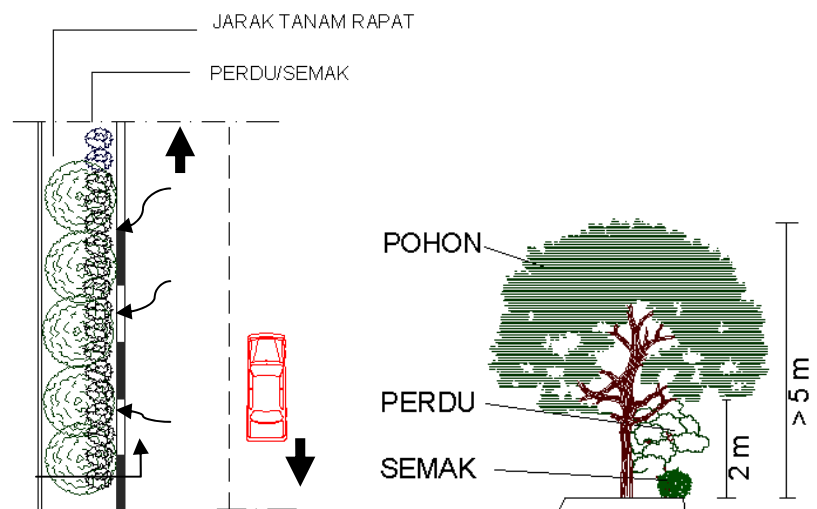 JARAK TANAM RAPAT
PERDU/SEMAK
POHON
PERDU
SEMAK
2 m
> 5 m